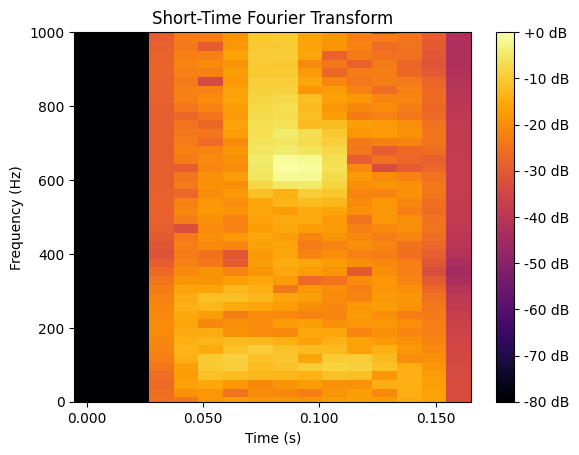 Short-Time Fourier Transform
1000
800
600
400
200
0
Frequency (Hz)
0.000
0.050
0.100
0.150
Time (s)
+0 dB
-10 dB
-20 dB
-30 dB
-40 dB
-50 dB
-60 dB
-70 dB
-80 dB